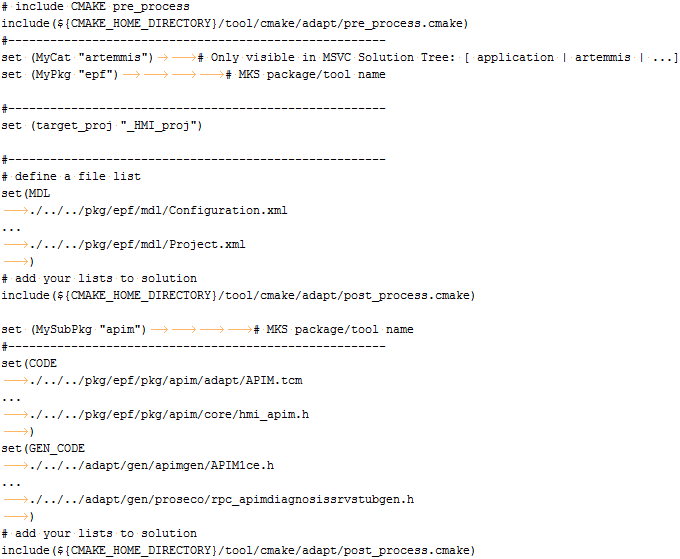 # include CMAKE pre_process
include(${CMAKE_HOME_DIRECTORY}/tool/cmake/adapt/pre_process.cmake)
#------------------------------------------------------
set (MyCat "artemmis") # Only visible in MSVC Solution Tree: [ application | artemmis | ...]
set (MyPkg "epf") # MKS package/tool name
#------------------------------------------------------
set (target_proj "_HMI_proj")
#------------------------------------------------------
# define a file list
set(MDL
./../../pkg/epf/mdl/Configuration.xml
...
./../../pkg/epf/mdl/Project.xml
)
# add your lists to solution
include(${CMAKE_HOME_DIRECTORY}/tool/cmake/adapt/post_process.cmake)
set (MySubPkg "apim") # MKS package/tool name
#------------------------------------------------------
set(CODE
./../../pkg/epf/pkg/apim/adapt/APIM.tcm
...
./../../pkg/epf/pkg/apim/core/hmi_apim.h
)
set(GEN_CODE
./../../adapt/gen/apimgen/APIM1ce.h
...
./../../adapt/gen/proseco/rpc_apimdiagnosissrvstubgen.h
)
# add your lists to solution
include(${CMAKE_HOME_DIRECTORY}/tool/cmake/adapt/post_process.cmake)